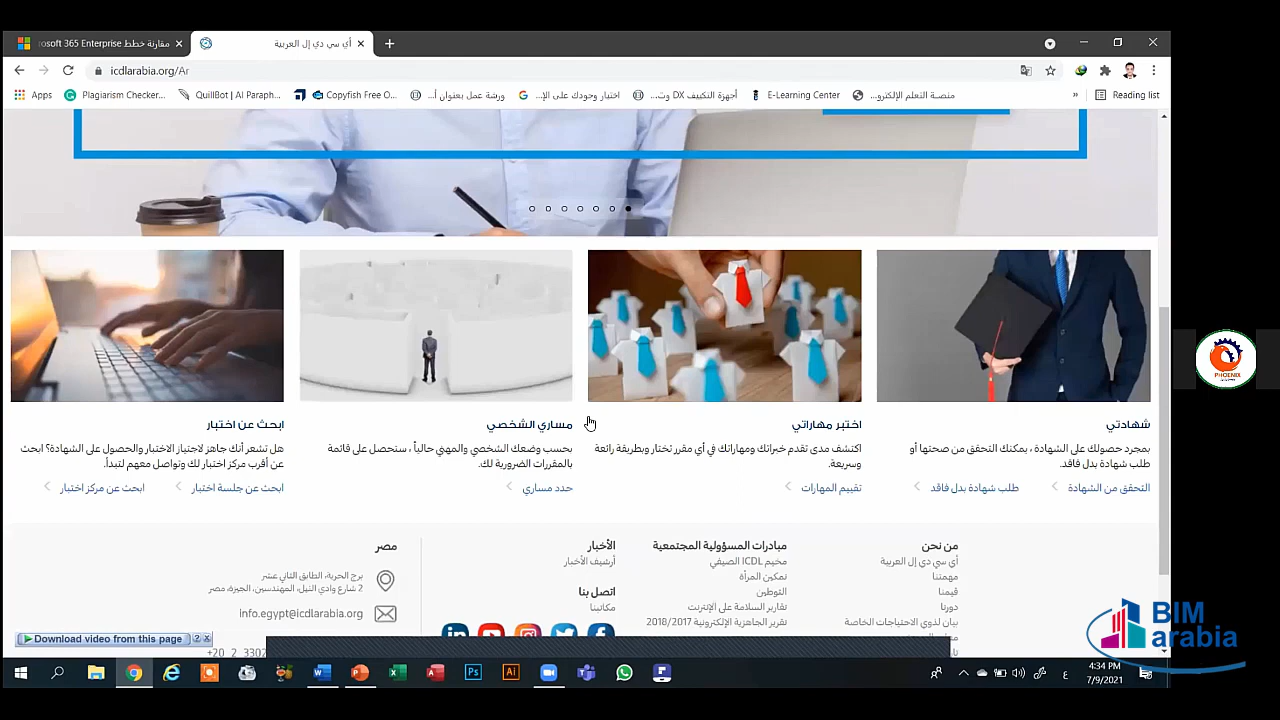 مقارنة خطط Microsoft 365 Enterprise
أي سي دي إل العربية
icdlarabia.org/Ar
Apps
Plagiarism Checker...
QuillBot | AI Paraph...
Copyfish Free O...
ورشة عمل بعنوان أ...
اختبار وجودك على الإ...
أجهزة التكييف DX وت...
E-Learning Center
منصة التعلم الإلكترو...
»
Reading list
شهادتي
بمجرد حصولك على الشهادة ، يمكنك التحقق من صحتها أو
طلب شهادة بدل فاقد.
التحقق من الشهادة
طلب شهادة بدل فاقد
اختبر مهاراتي
اكتشف مدى تقدم خبراتك ومهاراتك في أي مقرر تختار وبطريقة رائعة
وسريعة.
تقييم المهارات
مساري الشخصي
بحسب وضعك الشخصي والمهني حالياً ، ستحصل على قائمة
بالمقررات الضرورية لك.
حدد مساري
ابحث عن اختبار
هل تشعر أنك جاهز لاجتياز الاختبار والحصول على الشهادة؟ ابحث
عن أقرب مركز اختبار لك وتواصل معهم لتبدأ.
ابحث عن جلسة اختبار
ابحث عن مركز اختبار
من نحن
أي سي دي إل العربية
مهمتنا
قيمنا
دورنا
بيان لذوي الاحتياجات الخاصة
مبادرات المسؤولية المجتمعية
مخيم ICDL الصيفي
تمكين المرأة
التوطين
تقارير السلامة على الإنترنت
تقرير الجاهزية الإلكترونية 2018/2017
الأخبار
أرشيف الأخبار
اتصل بنا
مكاتبنا
مصر
برج الحرية، الطابق الثاني عشر
2 شارع وادي النيل، المهندسين، الجيزة، مصر
info.egypt@icdlarabia.org
+20 2 3302
Download video from this page
?
x
BIM
arabia
PHOENIX
ع
4:34 PM
7/9/2021